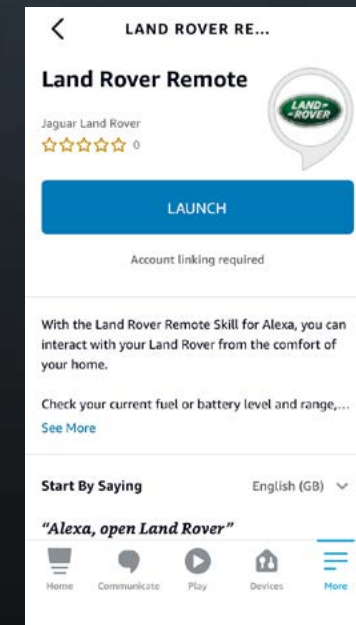 LAND ROVER RE...
Land Rover Remote
LAND-
-ROVER
Jaguar Land Rover
0
LAUNCH
Account linking required
With the Land Rover Remote Skill for Alexa, you can
interact with your Land Rover from the comfort of
your home.
Check your current fuel or battery level and range,...
See More
Start By Saying
English (GB)
"Alexa, open Land Rover"
Home
Communicate
Play
Devices
More